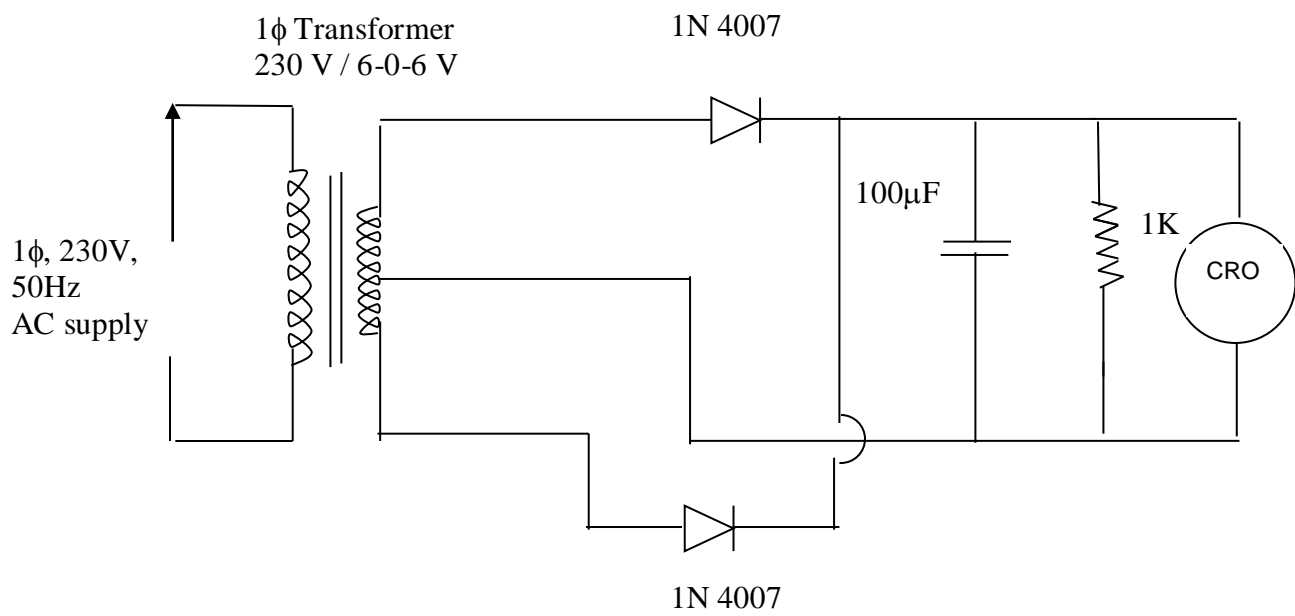 1ϕ Transformer
230 V / 6-0-6 V
1N 4007
100μF
1K
1ϕ, 230V,
50Hz
AC supply
CRO
1N 4007